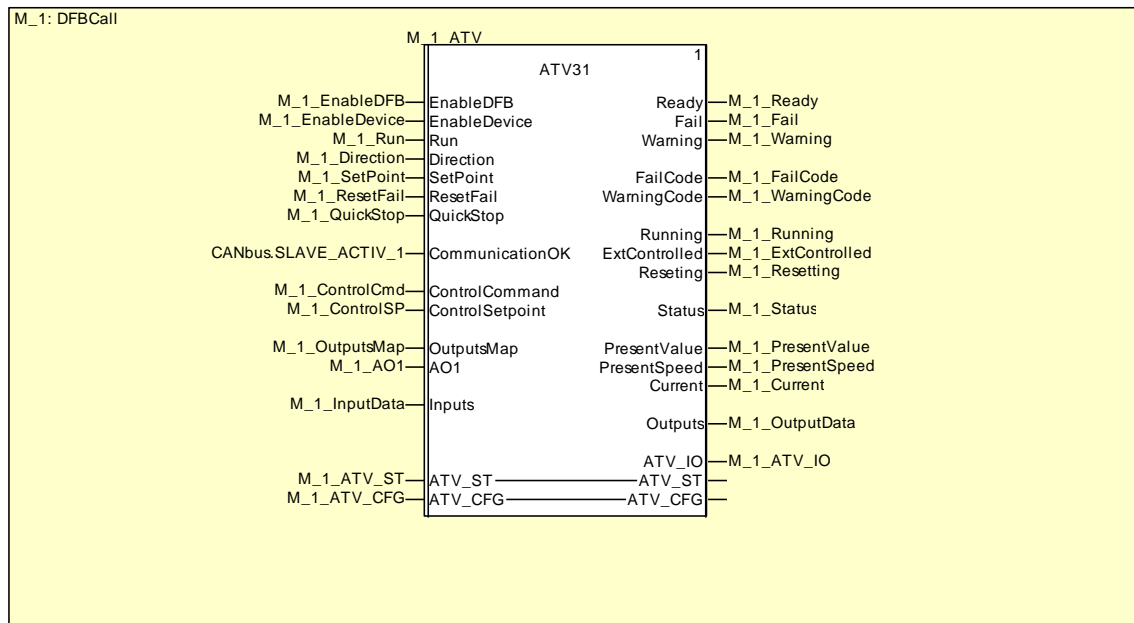 M_1: DFBCall
M_1_ATV
1
ATV31
M_1_EnableDFB EnableDFB Ready M_1_Ready
M_1_EnableDevice EnableDevice Fail M_1_Fail
M_1_Run Run Warning M_1_Warning
M_1_Direction Direction
M_1_SetPoint SetPoint FailCode M_1_FailCode
M_1_ResetFail ResetFail WarningCode M_1_WarningCode
M_1_QuickStop QuickStop
Running M_1_Running
CANbus.SLAVE_ACTIV_1 CommunicationOK ExtControlled M_1_ExtControlled
Reseting M_1_Resetting
M_1_ControlCmd ControlCommand
M_1_ControlSP ControlSetpoint Status M_1_Status
M_1_OutputsMap OutputsMap PresentValue M_1_PresentValue
M_1_AO1 AO1 PresentSpeed M_1_PresentSpeed
Current M_1_Current
M_1_InputData Inputs
Outputs M_1_OutputData
ATV_IO M_1_ATV_IO
M_1_ATV_ST ATV_ST ATV_ST
M_1_ATV_CFG ATV_CFG ATV_CFG